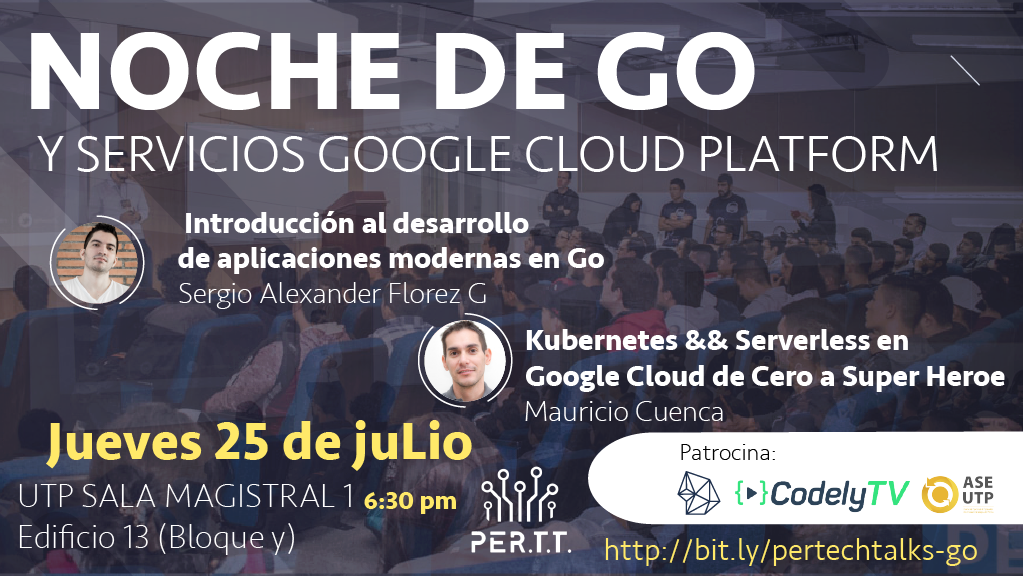 NOCHE DE GO
Y SERVICIOS GOOGLE CLOUD PLATFORM
Introducción al desarrollo
de aplicaciones modernas en Go
Sergio Alexander Florez G
Kubernetes && Serverless en
Google Cloud de Cero a Super Heroe
Mauricio Cuenca
Jueves 25 de juLio
UTP SALA MAGISTRAL 1 6:30 pm
Edificio 13 (Bloque y)
PER.T.T.
Patrocina:
CodelyTV
ASE
UTP
http://bit.ly/pertechtalks-go